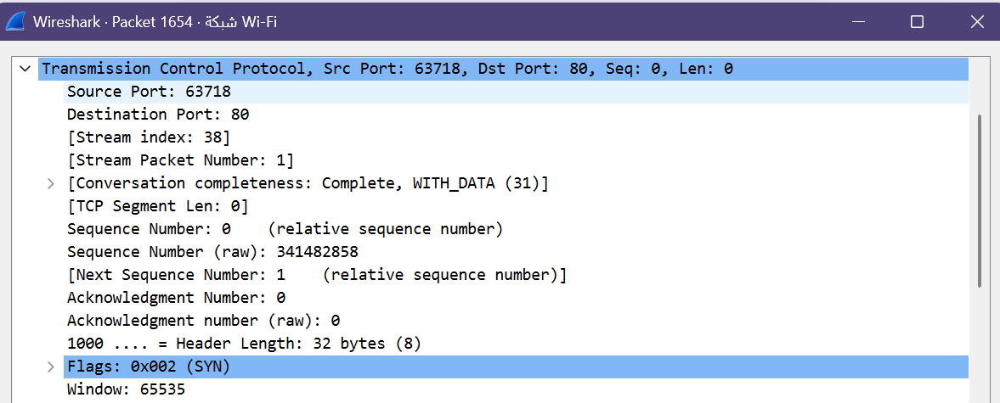 Wireshark · Packet 1654 · شبكة Wi-Fi
Transmission Control Protocol, Src Port: 63718, Dst Port: 80, Seq: 0, Len: 0
Source Port: 63718
Destination Port: 80
[Stream index: 38]
[Stream Packet Number: 1]
[Conversation completeness: Complete, WITH_DATA (31)]
[TCP Segment Len: 0]
Sequence Number: 0    (relative sequence number)
Sequence Number (raw): 341482858
[Next Sequence Number: 1    (relative sequence number)]
Acknowledgment Number: 0
Acknowledgment number (raw): 0
1000 .... = Header Length: 32 bytes (8)
Flags: 0x002 (SYN)
Window: 65535